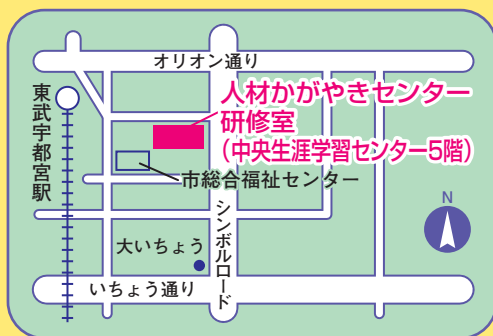 オリオン通り
東武宇都宮駅
人材かがやきセンター
研修室
(中央生涯学習センター5階)
市総合福祉センター
N
シンボルロード
大いちょう
いちょう通り